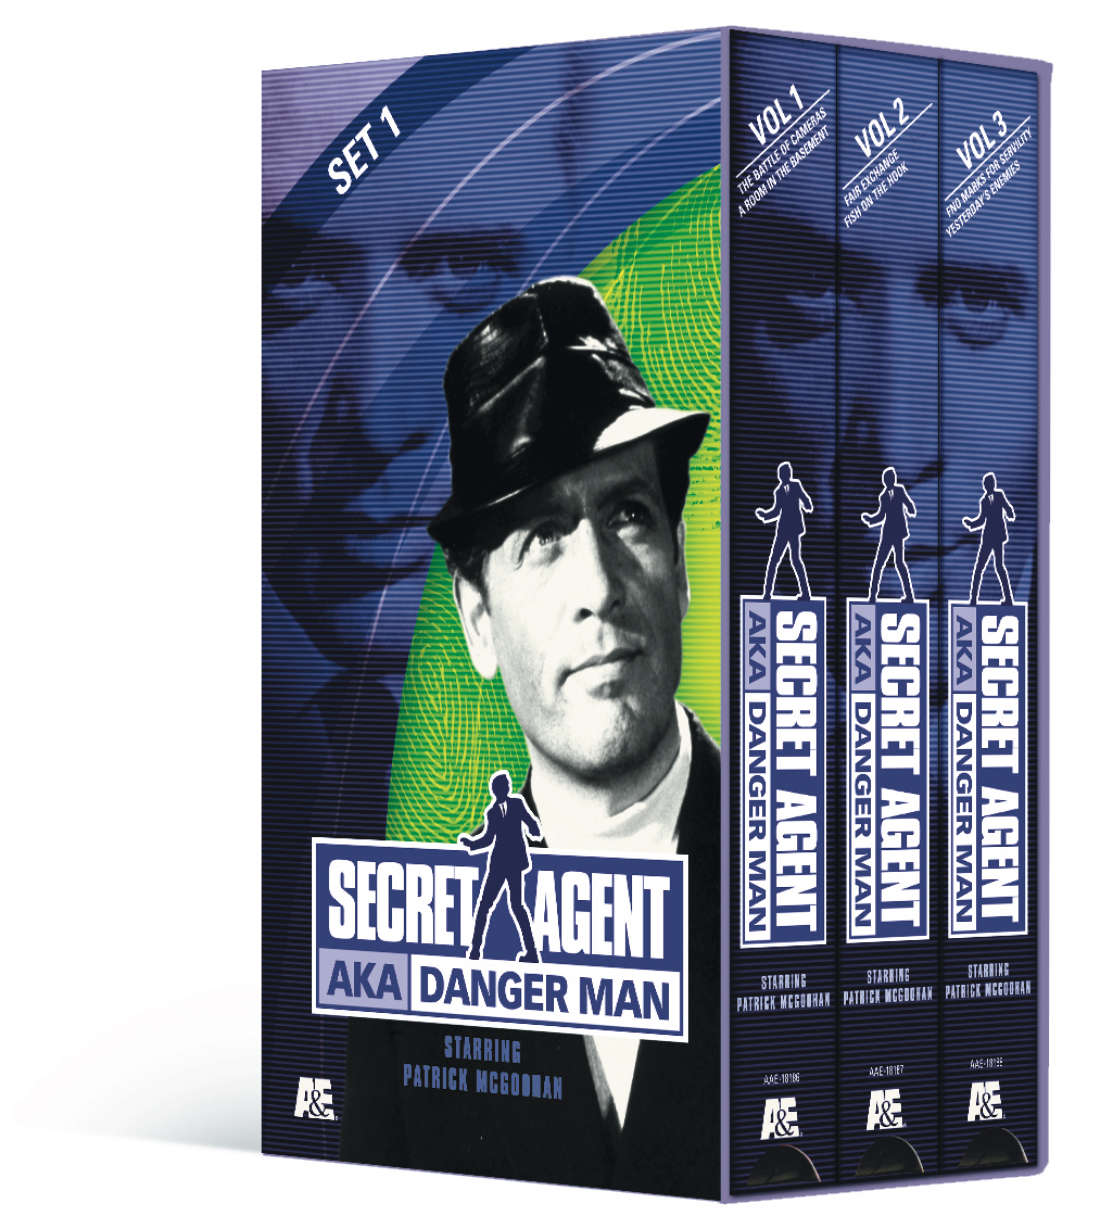 SET 1
SECRET AGENT
AKA DANGER MAN
STARRING
PATRICK MCGOOHAN
A&E
VOL 1
THE BATTLE OF CAMERAS
A ROOM IN THE BASEMENT
SECRET AGENT
AKA DANGER MAN
STARRING
PATRICK MCGOOHAN
AAE-18186
A&E
VOL 2
FAIR EXCHANGE
FISH ON THE HOOK
SECRET AGENT
AKA DANGER MAN
STARRING
PATRICK MCGOOHAN
AAE-18187
A&E
VOL 3
FNO MARKS FOR SERVILITY
YESTERDAY'S ENEMIES
SECRET AGENT
AKA DANGER MAN
STARRING
PATRICK MCGOOHAN
A&E